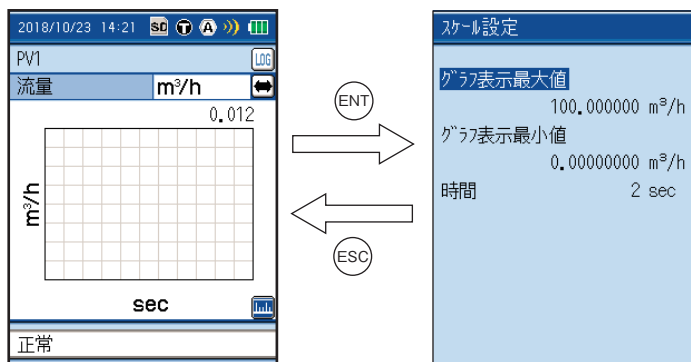 2018/10/23 14:21 SD T A
PV1 LOG
流量 m³/h
0.012
m³/h
sec
正常
ENT
ESC
スケール設定
グラフ表示最大値
100.000000 m³/h
グラフ表示最小値
0.00000000 m³/h
時間 2 sec